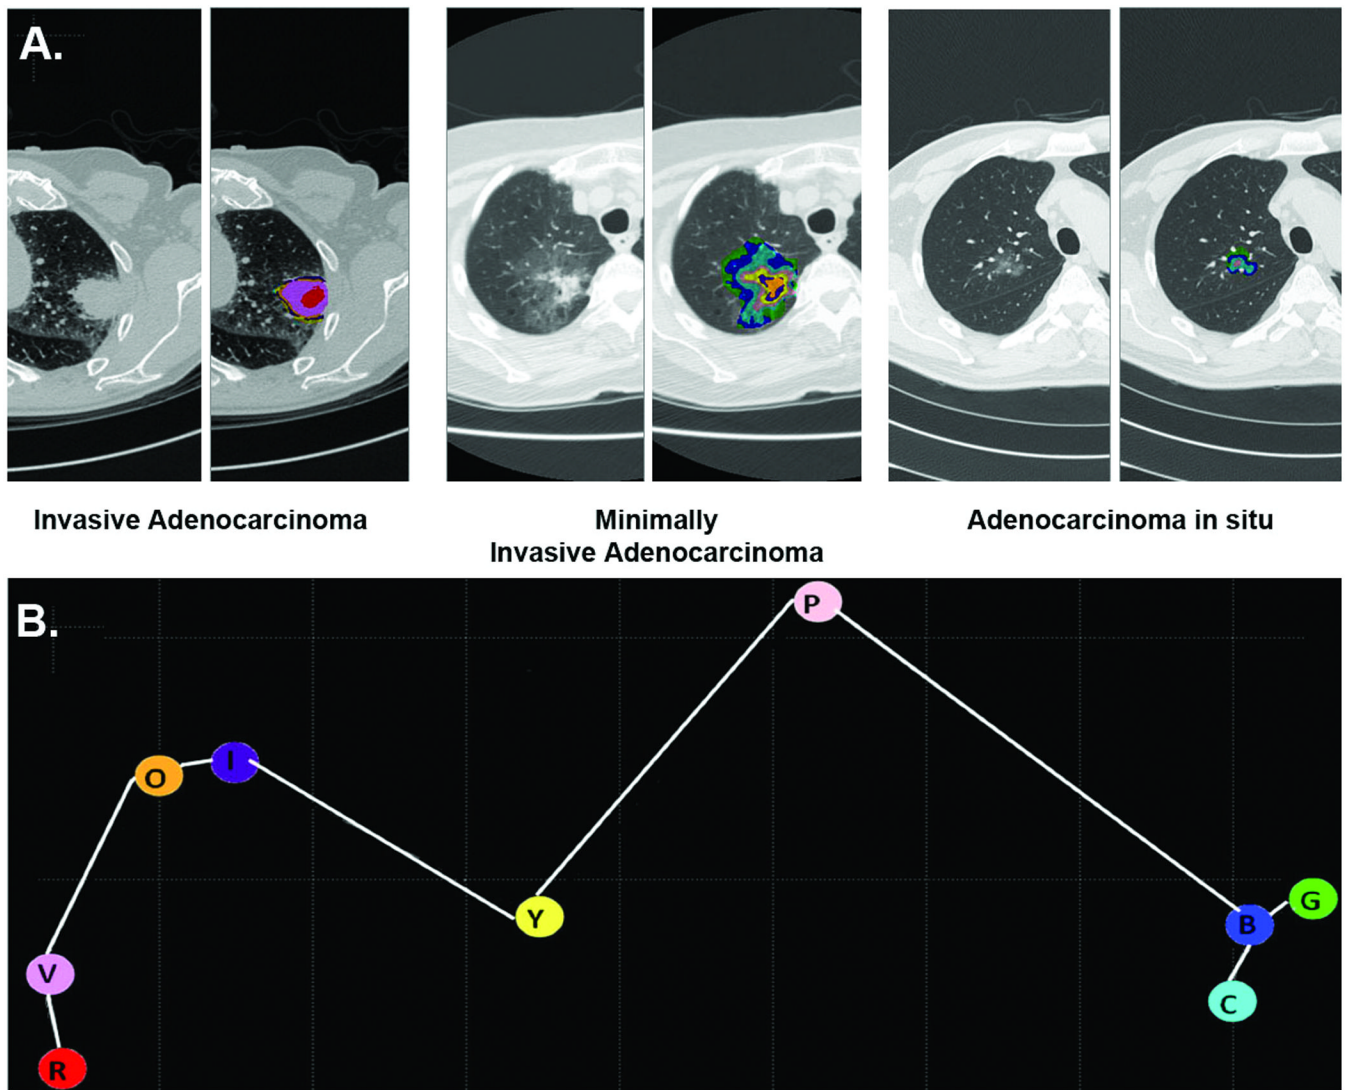 A.
Invasive Adenocarcinoma
Minimally
Invasive Adenocarcinoma
Adenocarcinoma in situ
B.
P
O
I
Y
G
B
V
C
R